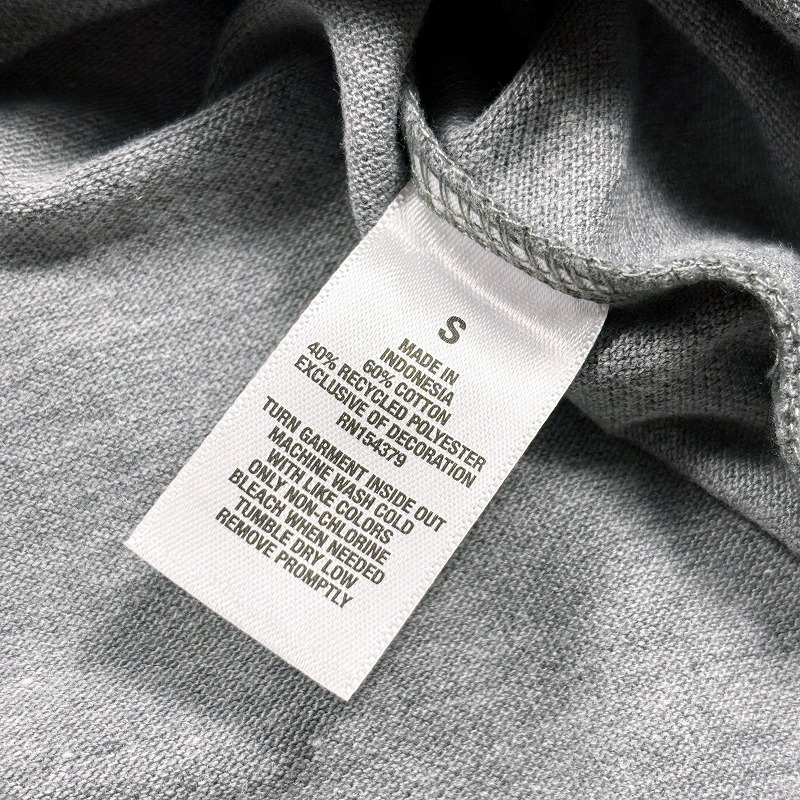 S
MADE IN
INDONESIA
60% COTTON
40% RECYCLED POLYESTER
EXCLUSIVE OF DECORATION
RN154379
TURN GARMENT INSIDE OUT
MACHINE WASH COLD
WITH LIKE COLORS
ONLY NON-CHLORINE
BLEACH WHEN NEEDED
TUMBLE DRY LOW
REMOVE PROMPTLY